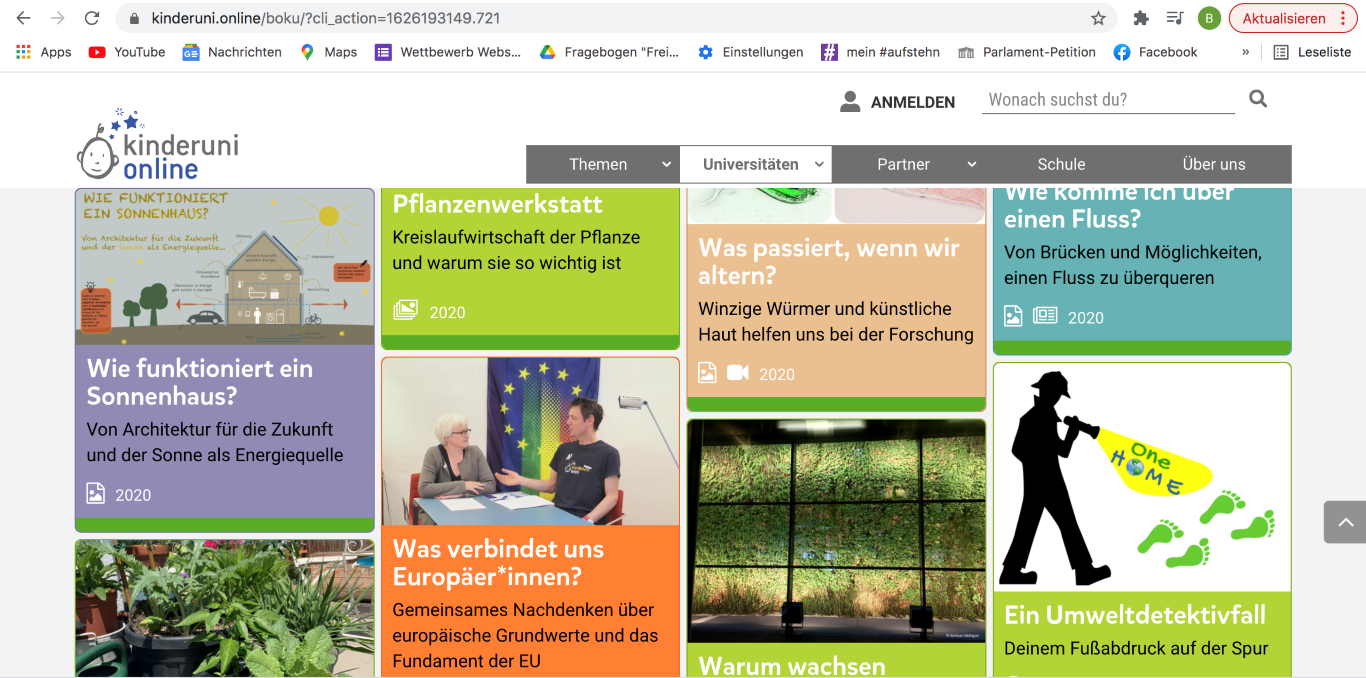 kinderuni.online/boku/?cli_action=1626193149.721
B
Aktualisieren
Apps
YouTube
Nachrichten
Maps
Wettbewerb Webs...
Fragebogen "Frei...
Einstellungen
mein #aufstehn
Parlament-Petition
Facebook
»
Leseliste
kinderuni
online
ANMELDEN
Wonach suchst du?
Themen
Universitäten
Partner
Schule
Über uns
WIE FUNKTIONIERT
EIN SONNENHAUS?
Von Architektur für die Zukunft
und der Sonne als Energiequelle...
Wie funktioniert ein
Sonnenhaus?
Von Architektur für die Zukunft
und der Sonne als Energiequelle
2020
Pflanzenwerkstatt
Kreislaufwirtschaft der Pflanze
und warum sie so wichtig ist
2020
Was verbindet uns
Europäer*innen?
Gemeinsames Nachdenken über
europäische Grundwerte und das
Fundament der EU
Was passiert, wenn wir
altern?
Winzige Würmer und künstliche
Haut helfen uns bei der Forschung
2020
Warum wachsen
Wie komme ich über
einen Fluss?
Von Brücken und Möglichkeiten,
einen Fluss zu überqueren
2020
One
HOME
Ein Umweltdetektivfall
Deinem Fußabdruck auf der Spur